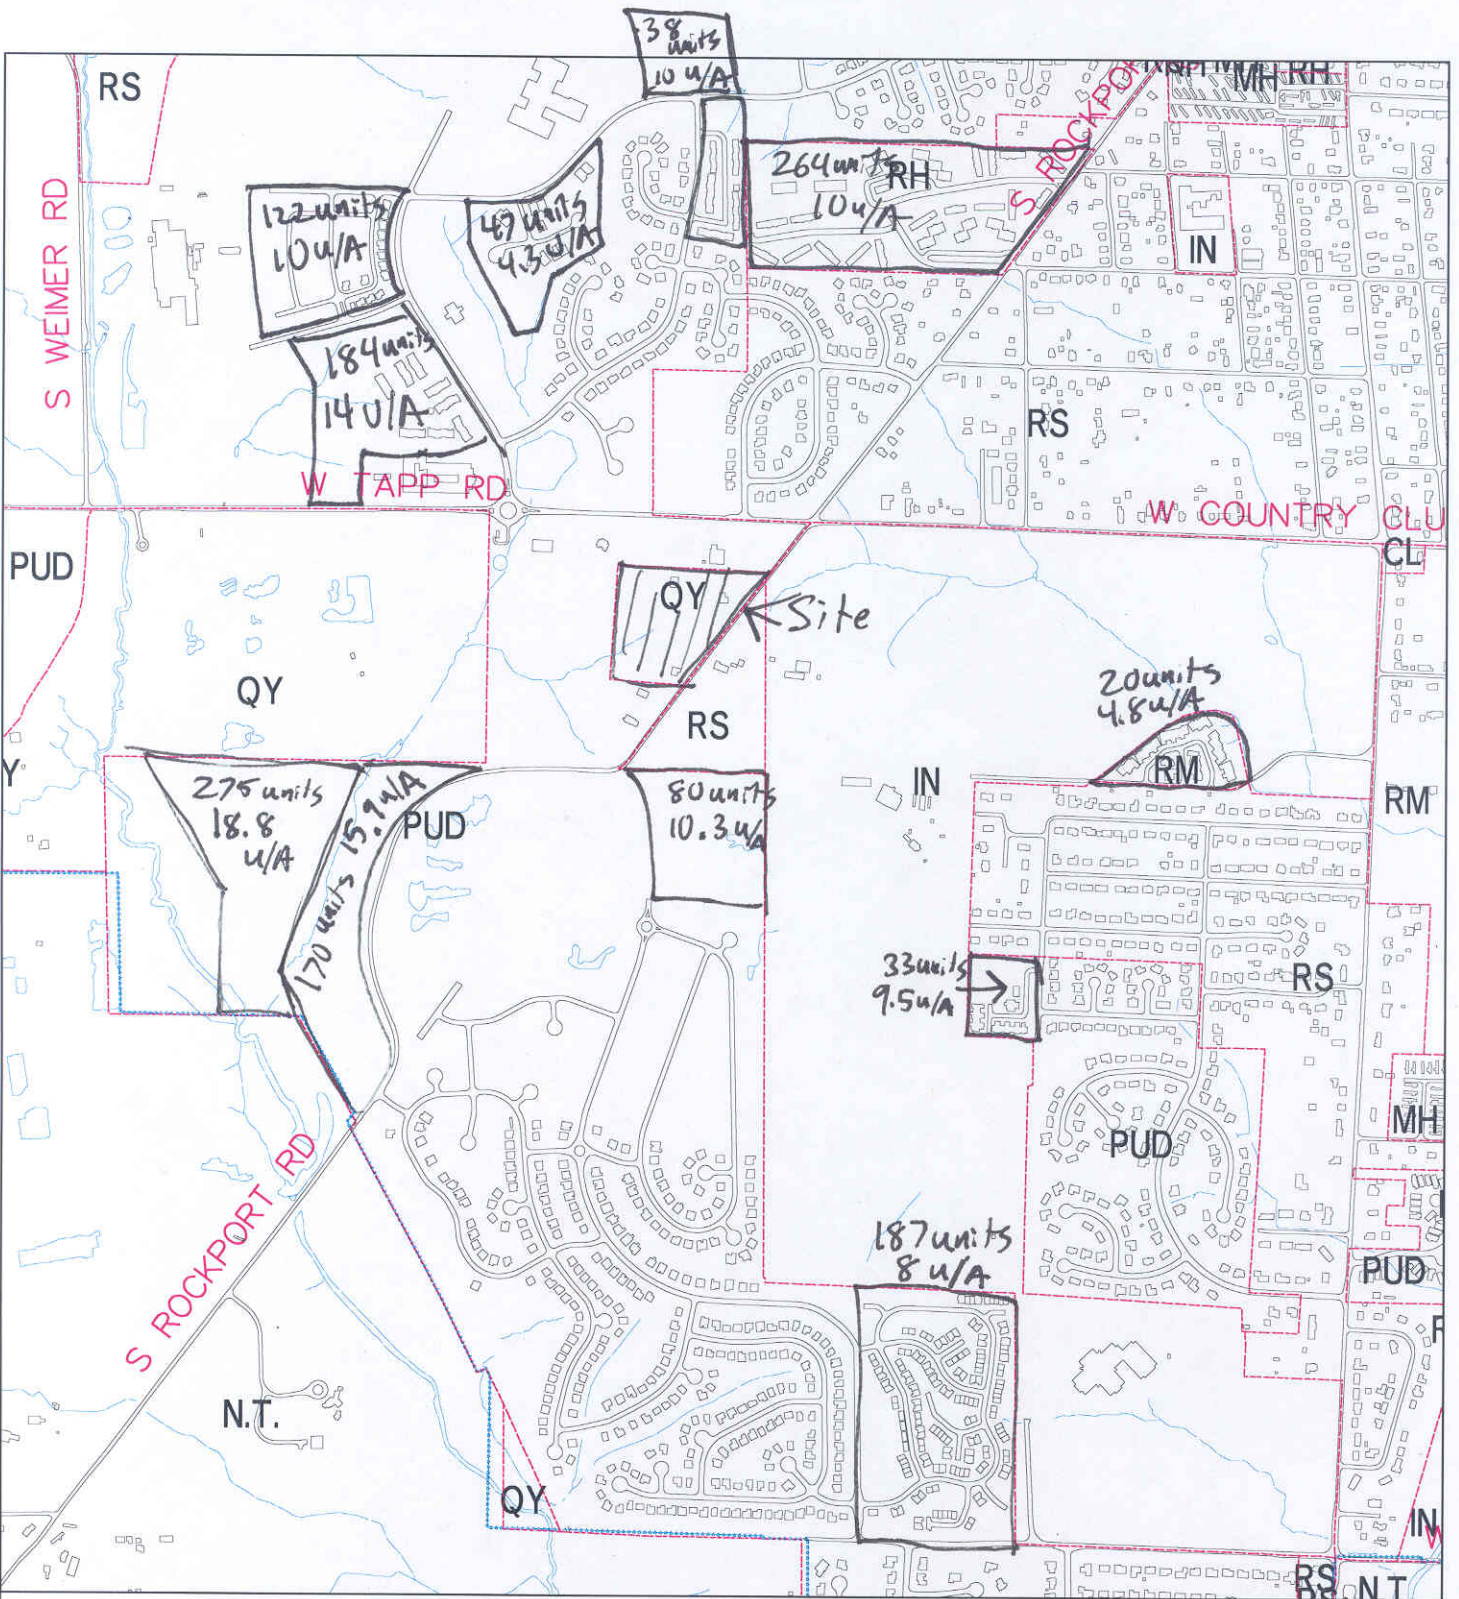 38
units
10 u/A
RS
MH RH
S ROCKPOR
264 units
RH
10 u/A
122 units
10 u/A
47 units
4.3 u/A
IN
S WEIMER RD
184 units
14 U/A
RS
W TAPP RD
W COUNTRY CLU
PUD
CL
QY
Site
QY
RS
20 units
4.8 u/A
RM
Y
275 units
18.8
u/A
170 units 15.9 u/A
PUD
80 units
10.3 u/A
IN
RM
33 units
9.5 u/A
RS
MH
PUD
S ROCKPORT RD
187 units
8 u/A
PUD
N.T.
QY
IN
RS
N.T